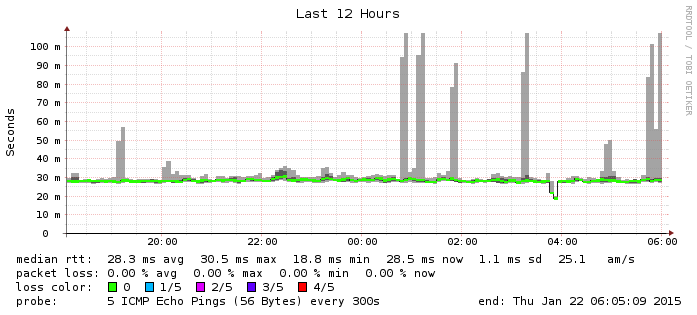 Last 12 Hours
RRDTOOL / TOBI OETIKER
Seconds
100 m
90 m
80 m
70 m
60 m
50 m
40 m
30 m
20 m
10 m
0
20:00 22:00 00:00 02:00 04:00 06:00
median rtt: 28.3 ms avg 30.5 ms max 18.8 ms min 28.5 ms now 1.1 ms sd 25.1 am/s
packet loss: 0.00 % avg 0.00 % max 0.00 % min 0.00 % now
loss color: 0 1/5 2/5 3/5 4/5
probe: 5 ICMP Echo Pings (56 Bytes) every 300s end: Thu Jan 22 06:05:09 2015